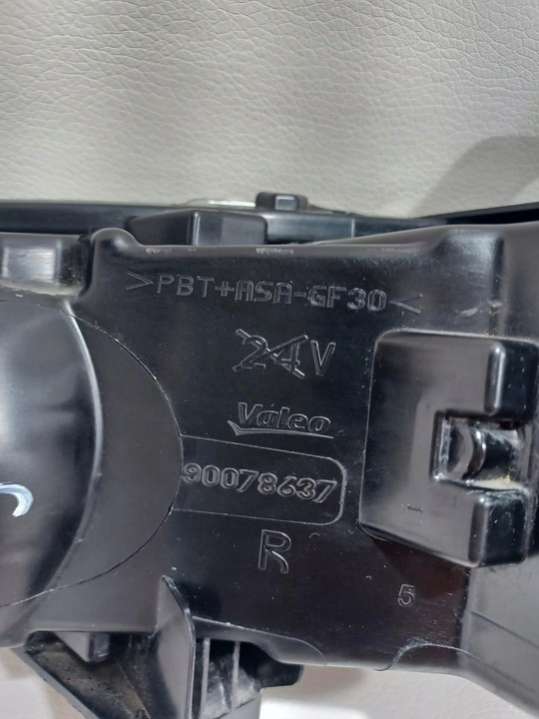 >PBT+ASA-GF30<
24V
Valeo
90078637
R
5